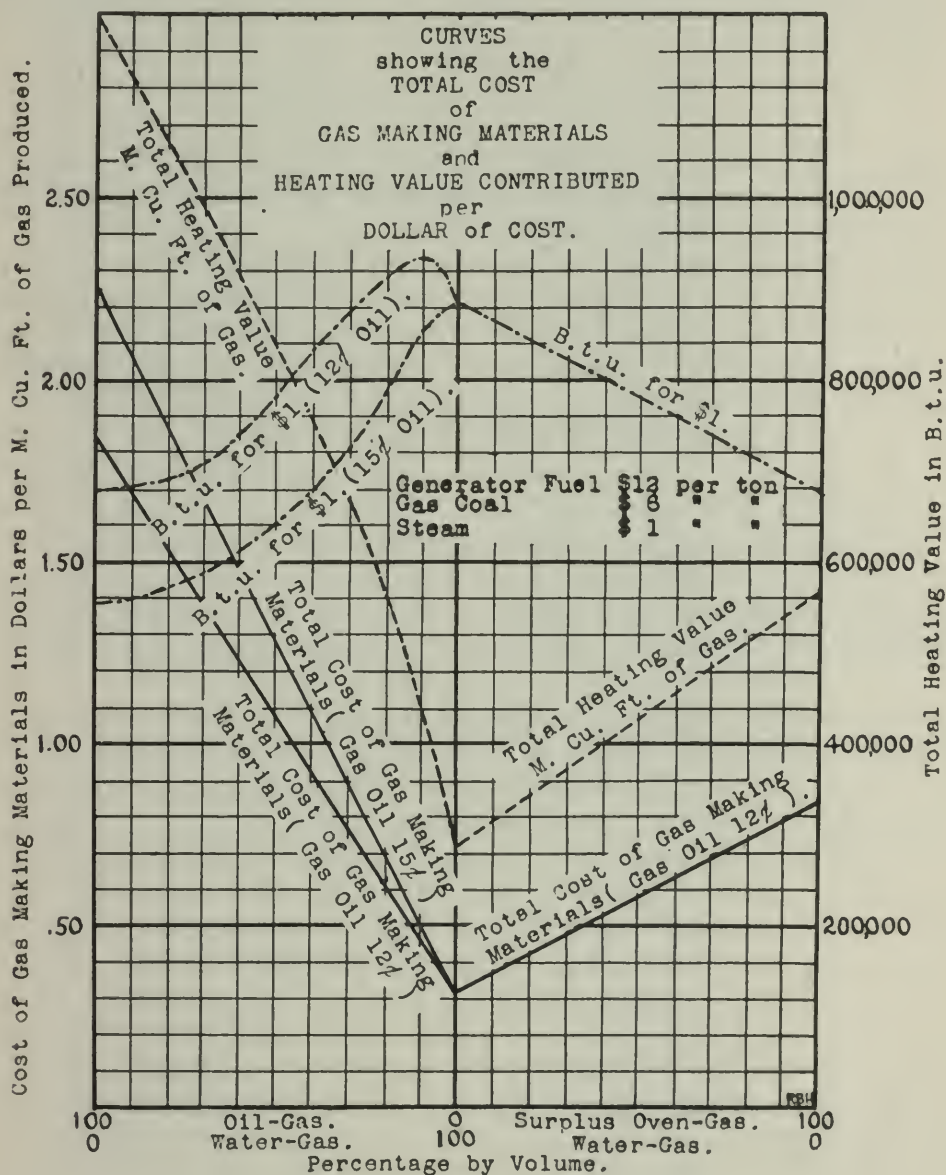 CURVES
showing the
TOTAL COST
of
GAS MAKING MATERIALS
and
HEATING VALUE CONTRIBUTED
per
DOLLAR of COST.
Cost of Gas Making Materials in Dollars per M. Cu. Ft. of Gas Produced.
2.50
2.00
1.50
1.00
.50
Total Heating Value
M. Cu. Ft. of Gas.
B.t.u. for $1. (12¢ Oil).
B.t.u. for $1. (15¢ Oil).
B.t.u. for $1.
Generator Fuel $12 per ton
Gas Coal $ 6 " "
Steam $ 1 " "
Total Cost of Gas Making
Materials( Gas Oil 15¢ )
Total Cost of Gas Making
Materials( Gas Oil 12¢ )
Total Heating Value
M. Cu. Ft. of Gas.
Total Cost of Gas Making
Materials( Gas Oil 12¢ ).
1,000,000
800,000
600,000
400,000
200,000
Total Heating Value in B.t.u.
RBH
100 Oil-Gas. 0 Surplus Oven-Gas. 100
0 Water-Gas. 100 Water-Gas. 0
Percentage by Volume.